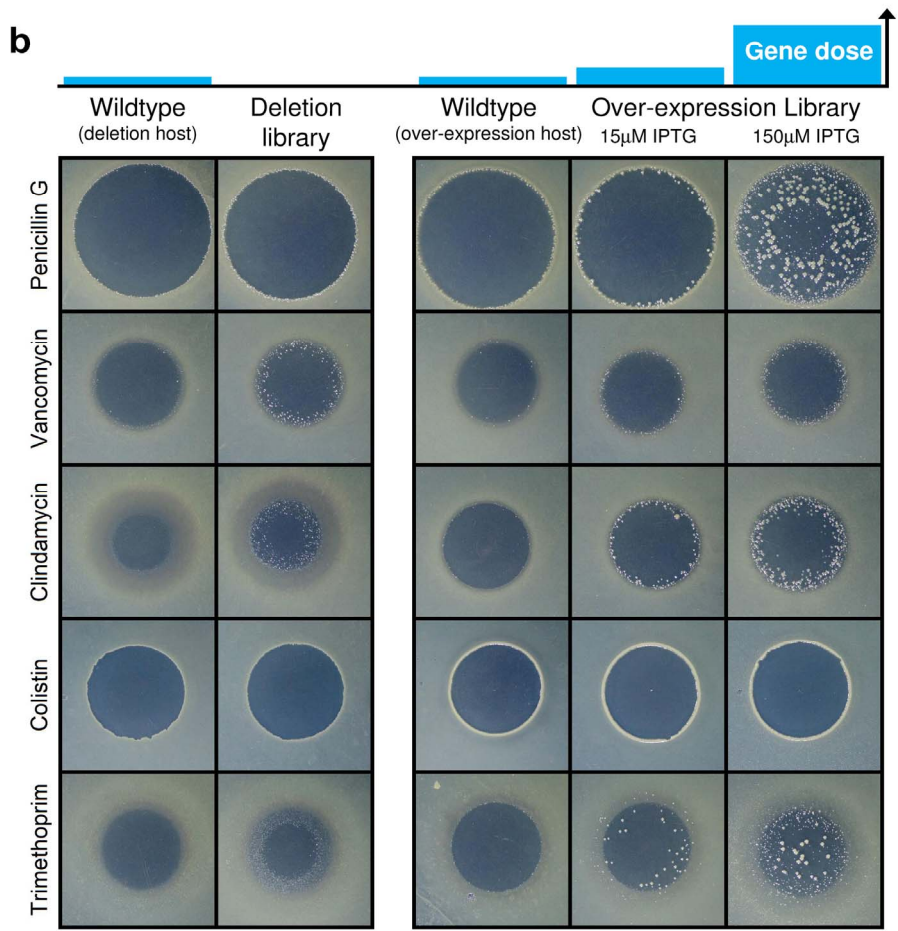 b
Gene dose
Wildtype
(deletion host)
Deletion
library
Wildtype
(over-expression host)
Over-expression Library
15µM IPTG
150µM IPTG
Penicillin G
Vancomycin
Clindamycin
Colistin
Trimethoprim